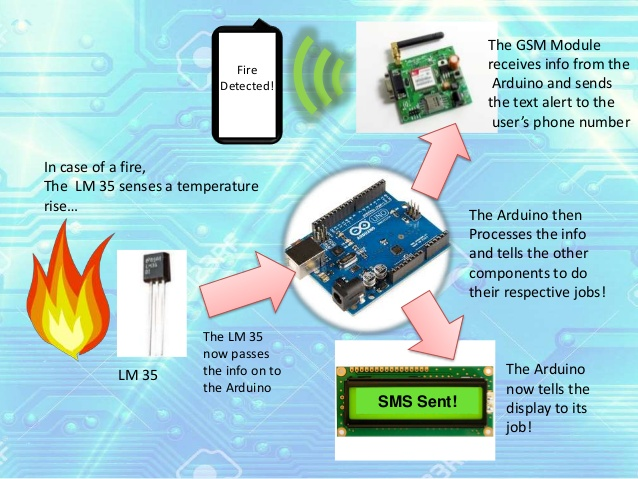 Fire
Detected!
The GSM Module
receives info from the
Arduino and sends
the text alert to the
user's phone number
In case of a fire,
The LM 35 senses a temperature
rise...
The Arduino then
Processes the info
and tells the other
components to do
their respective jobs!
UNO
ARDUINO
The LM 35
now passes
the info on to
the Arduino
LM 35
SMS Sent!
The Arduino
now tells the
display to its
job!